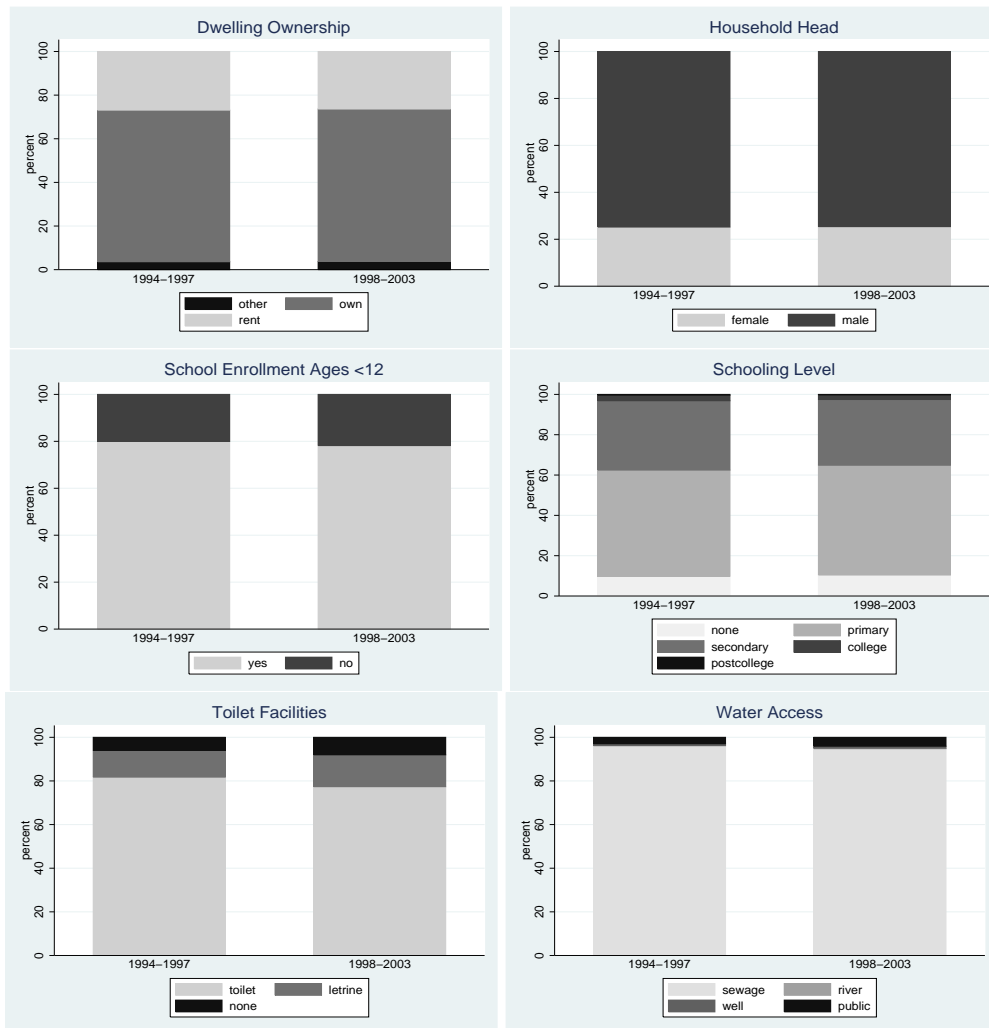 Dwelling Ownership
percent
100
80
60
40
20
0
1994–1997
1998–2003
other
own
rent
Household Head
percent
100
80
60
40
20
0
1994–1997
1998–2003
female
male
School Enrollment Ages <12
percent
100
80
60
40
20
0
1994–1997
1998–2003
yes
no
Schooling Level
percent
100
80
60
40
20
0
1994–1997
1998–2003
none
primary
secondary
college
postcollege
Toilet Facilities
percent
100
80
60
40
20
0
1994–1997
1998–2003
toilet
letrine
none
Water Access
percent
100
80
60
40
20
0
1994–1997
1998–2003
sewage
river
well
public